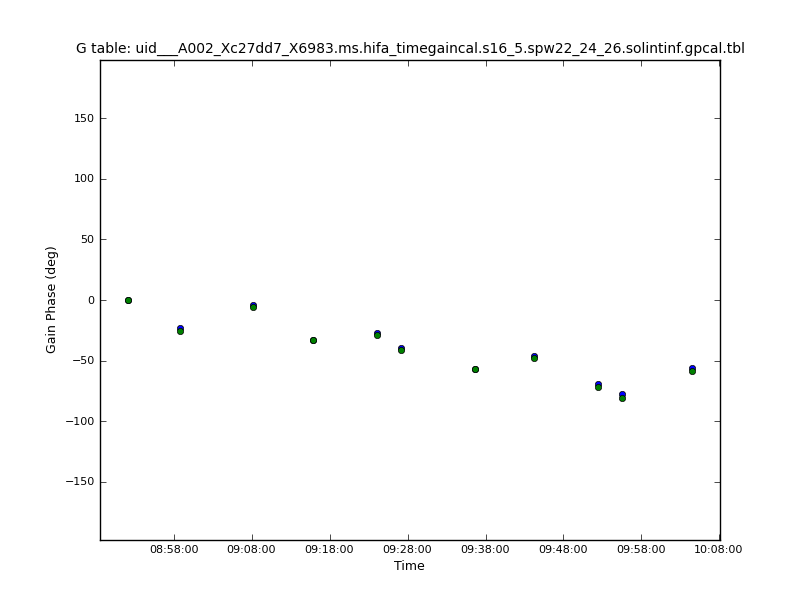 G table: uid___A002_Xc27dd7_X6983.ms.hifa_timegaincal.s16_5.spw22_24_26.solintinf.gpcal.tbl
150
100
50
0
−50
−100
−150
Gain Phase (deg)
08:58:00 09:08:00 09:18:00 09:28:00 09:38:00 09:48:00 09:58:00 10:08:00
Time